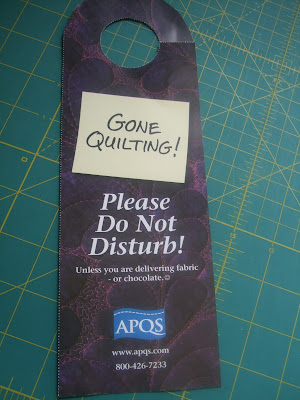 GONE
QUILTING!
Please
Do Not
Disturb!
Unless you are delivering fabric
- or chocolate.☺
APQS
www.apqs.com
800-426-7233